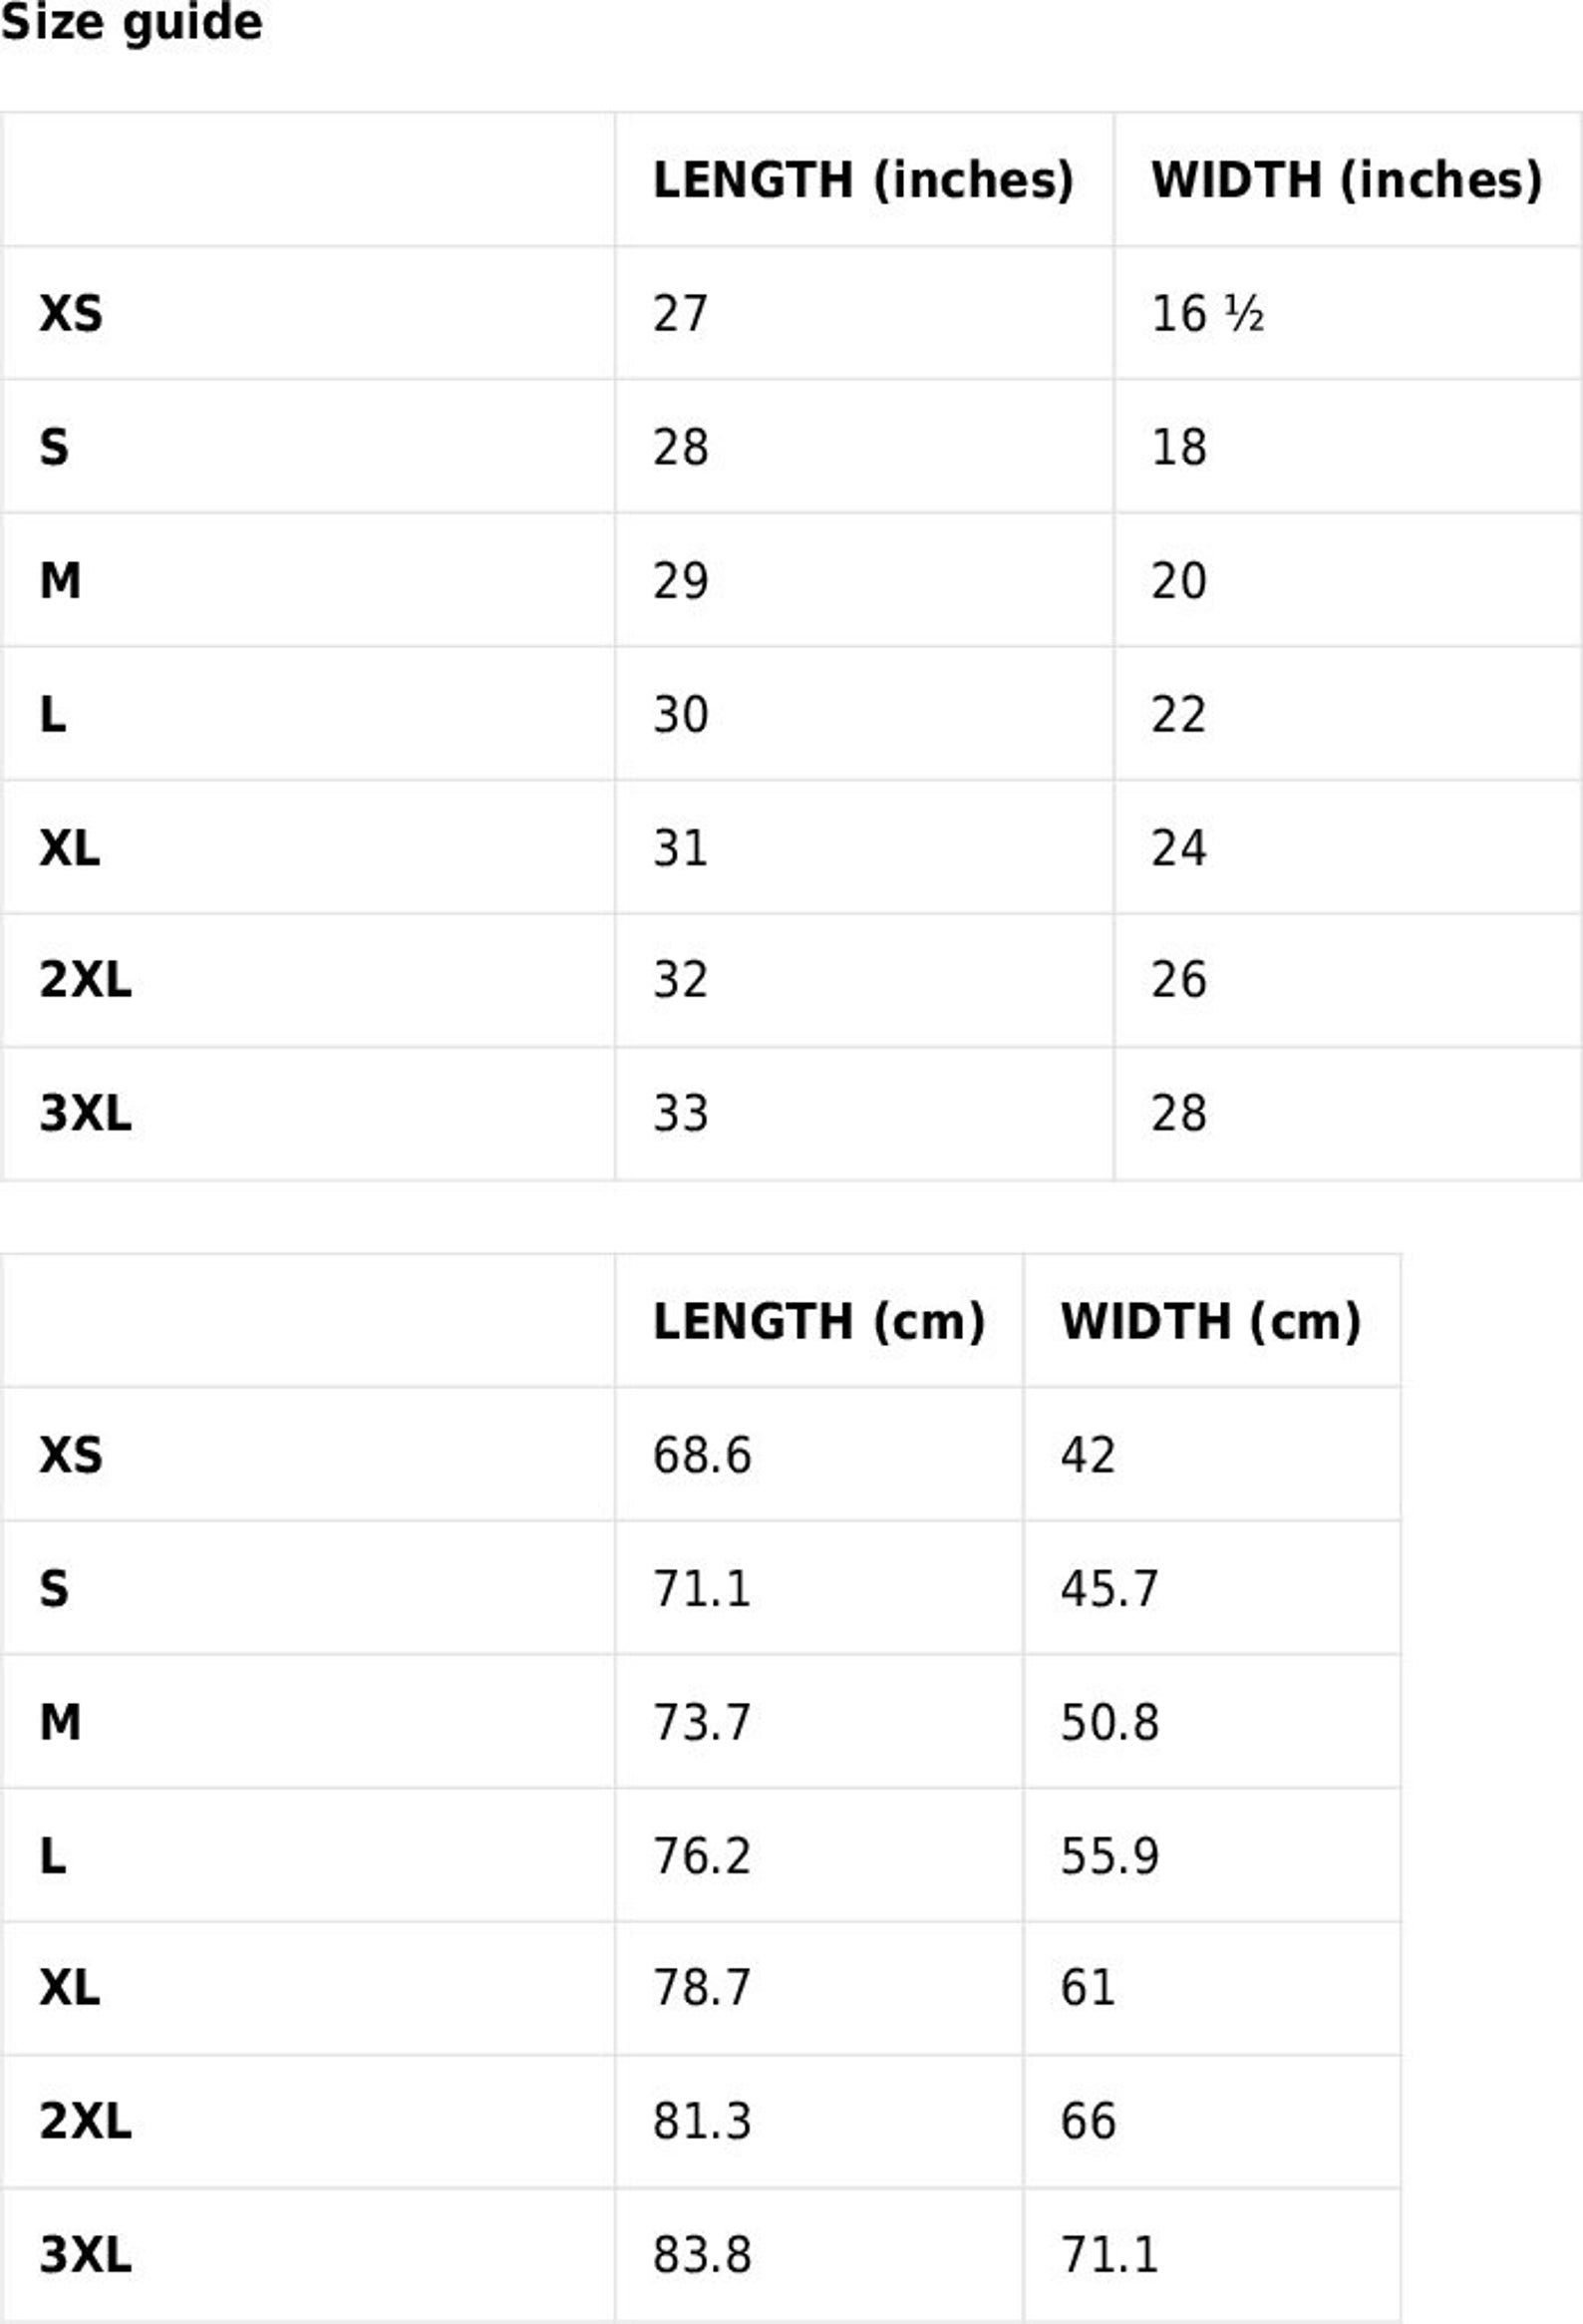 Size guide
LENGTH (inches) WIDTH (inches)
XS 27 16 ½
S 28 18
M 29 20
L 30 22
XL 31 24
2XL 32 26
3XL 33 28
LENGTH (cm) WIDTH (cm)
XS 68.6 42
S 71.1 45.7
M 73.7 50.8
L 76.2 55.9
XL 78.7 61
2XL 81.3 66
3XL 83.8 71.1